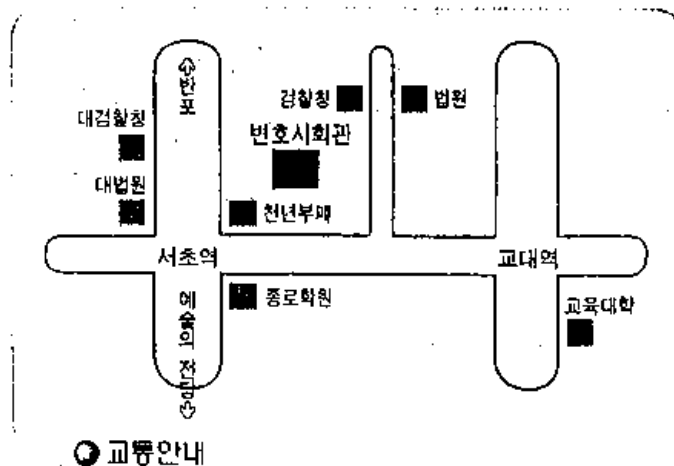 반포
검찰청
법원
대검찰청
변호사회관
대법원
천년부페
서초역
교대역
종로학원
교육대학
예술의 전당
교통안내